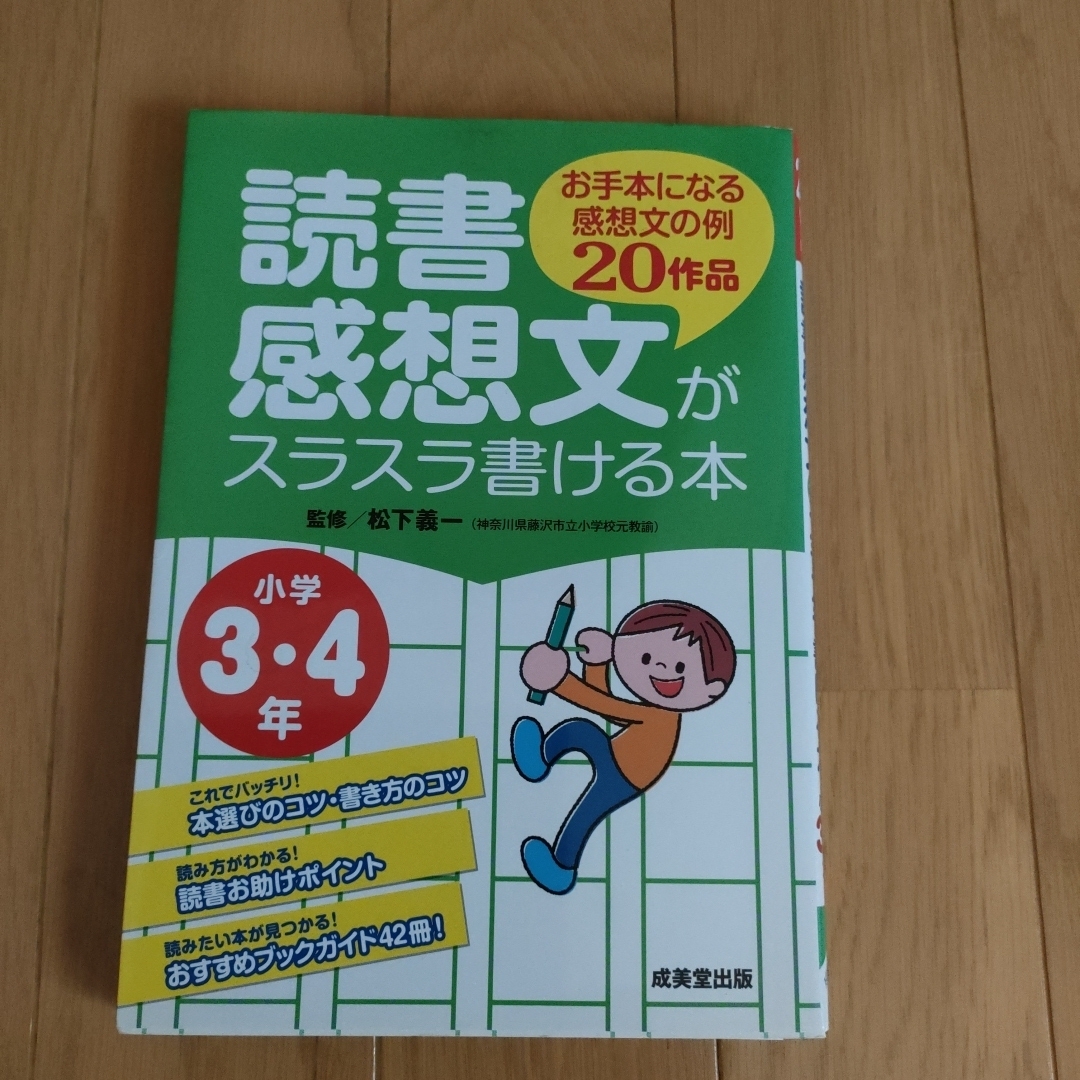 読書
感想文が
スラスラ書ける本
お手本になる
感想文の例
20作品
監修／松下義一（神奈川県藤沢市立小学校元教諭）
小学
3・4
年
これでバッチリ!
本選びのコツ・書き方のコツ
読み方がわかる!
読書お助けポイント
読みたい本が見つかる!
おすすめブックガイド42冊!
成美堂出版